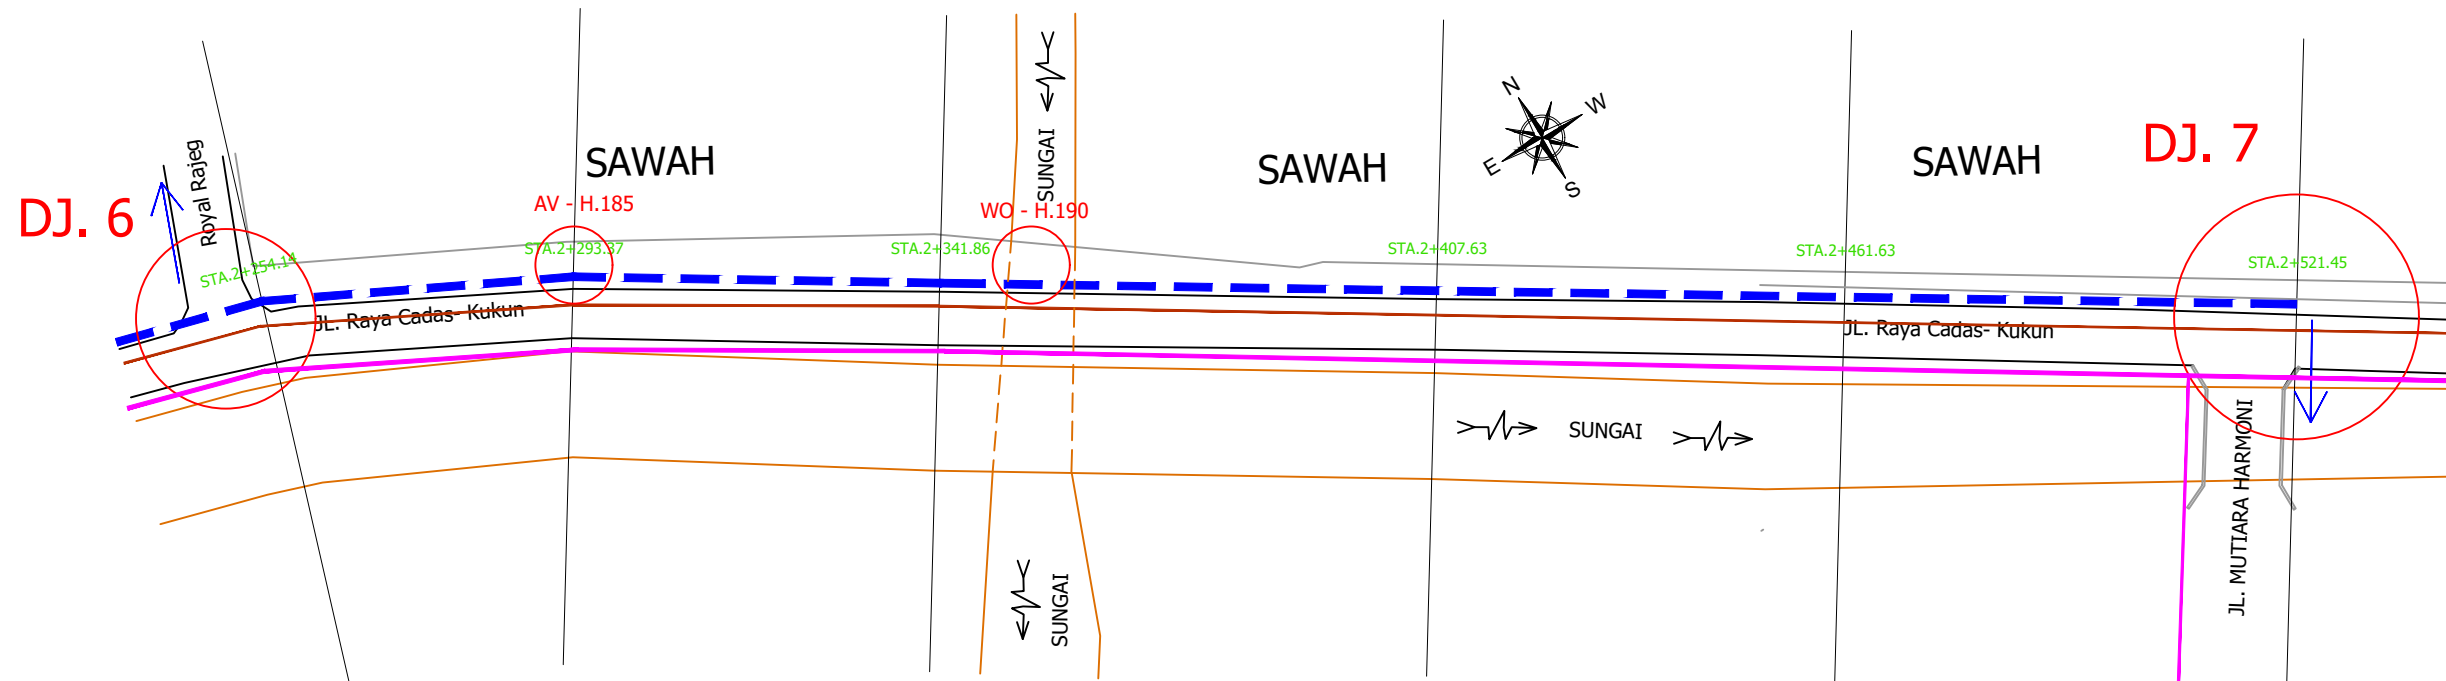 DJ. 6
Royal Rajeg
STA.2+254.14
SAWAH
AV - H.185
STA.2+293.37
JL. Raya Cadas- Kukun
STA.2+341.86
SUNGAI
WO - H.190
SAWAH
STA.2+407.63
N
W
E
S
SAWAH
STA.2+461.63
DJ. 7
STA.2+521.45
JL. Raya Cadas- Kukun
SUNGAI
JL. MUTIARA HARMONI
SUNGAI